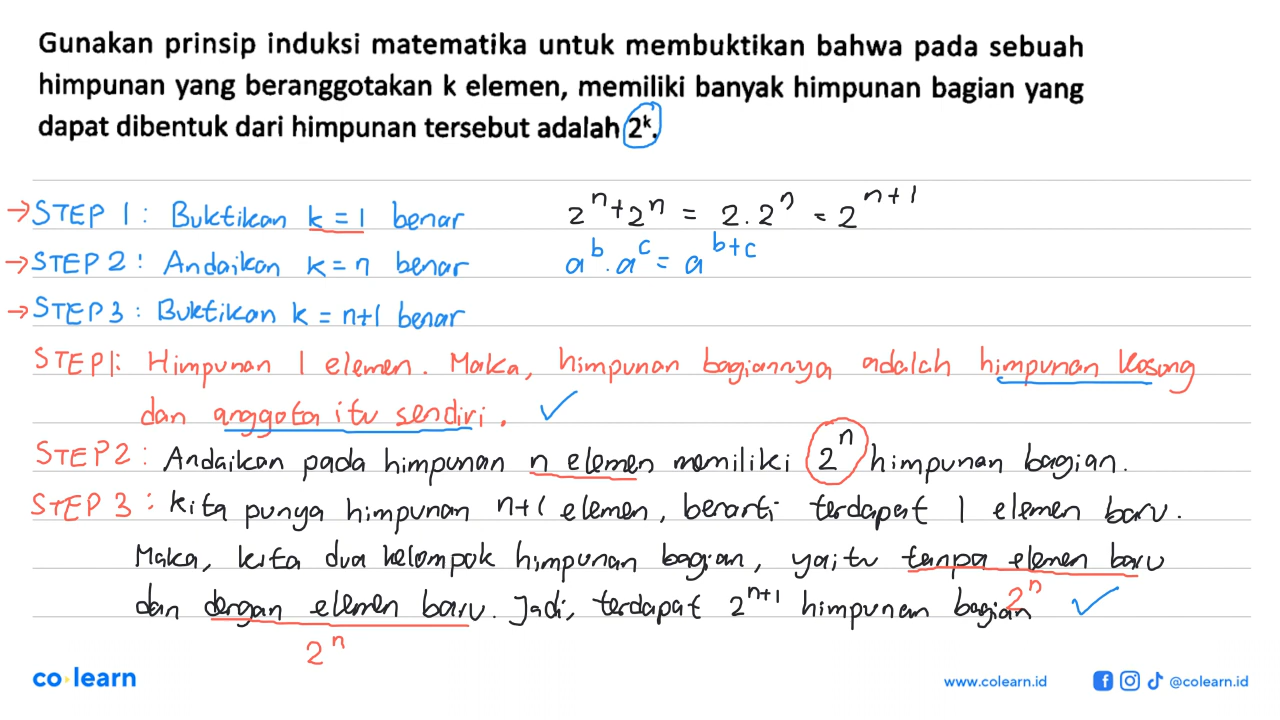 Gunakan prinsip induksi matematika untuk membuktikan bahwa pada sebuah
himpunan yang beranggotakan k elemen, memiliki banyak himpunan bagian yang
dapat dibentuk dari himpunan tersebut adalah 2^k.
→ STEP 1 : Buktikan k = 1 benar
2^n + 2^n = 2 . 2^n = 2^(n+1)
→ STEP 2 : Andaikan k = n benar
a^b . a^c = a^(b+c)
→ STEP 3 : Buktikan k = n+1 benar
STEP 1: Himpunan 1 elemen. Maka, himpunan bagiannya adalah himpunan kosong
dan anggota itu sendiri. ✓
STEP 2 : Andaikan pada himpunan n elemen memiliki 2^n himpunan bagian.
STEP 3 : Kita punya himpunan n+1 elemen, berarti terdapat 1 elemen baru.
Maka, kita dua kelompok himpunan bagian, yaitu tanpa elemen baru
2^n
dan dengan elemen baru. Jadi, terdapat 2^(n+1) himpunan bagian ✓
2^n
co learn
www.colearn.id
@colearn.id